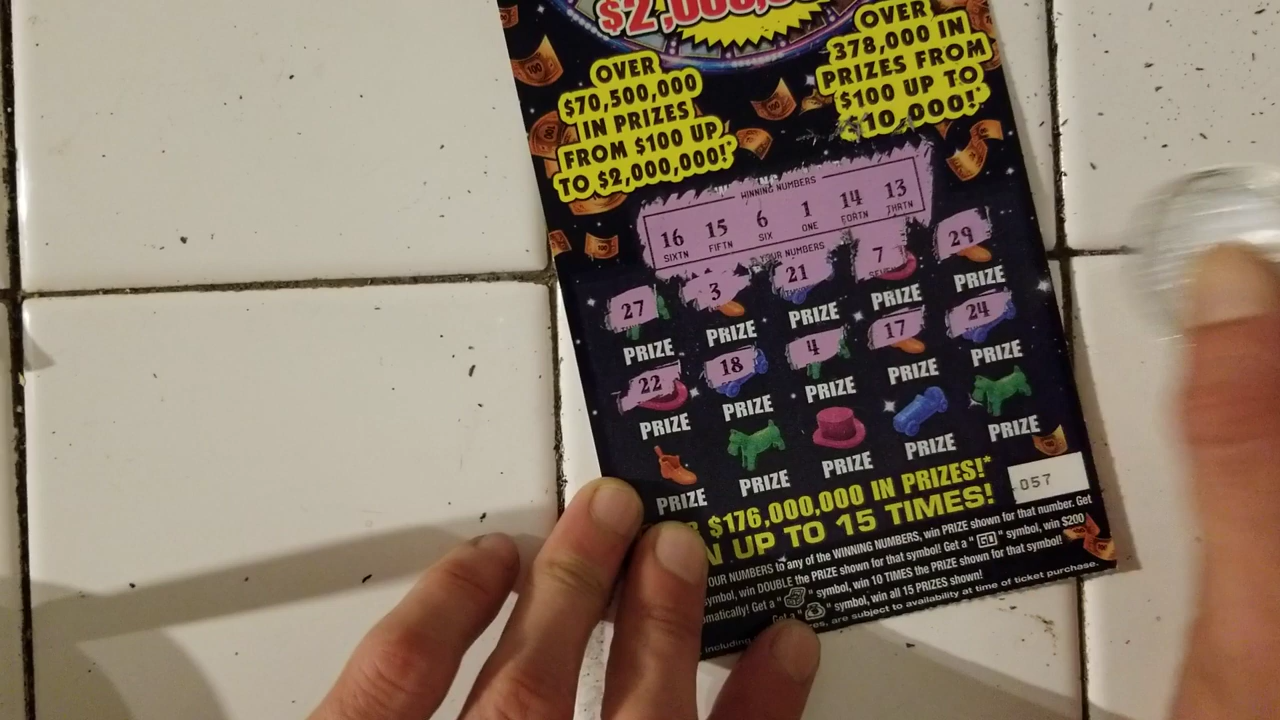 OVER
$70,500,000
IN PRIZES
FROM $100 UP
TO $2,000,000!*
OVER
378,000 IN
PRIZES FROM
$100 UP TO
$10,000!*
WINNING NUMBERS
16 15 6 1 14 13
SIXTN FIFTN SIX ONE FORTN THRTN
YOUR NUMBERS
27 3 21 7 29
PRIZE PRIZE PRIZE PRIZE PRIZE
22 18 4 17 24
PRIZE PRIZE PRIZE PRIZE PRIZE
PRIZE PRIZE PRIZE PRIZE PRIZE
$176,000,000 IN PRIZES!*
UP TO 15 TIMES!
057
YOUR NUMBERS to any of the WINNING NUMBERS, win PRIZE shown for that number. Get
symbol, win DOUBLE the PRIZE shown for that symbol! Get a "GO" symbol, win $200
Get a " " symbol, win 10 TIMES the PRIZE shown for that symbol!
Get a " " symbol, win all 15 PRIZES shown!
including are subject to availability at time of ticket purchase.